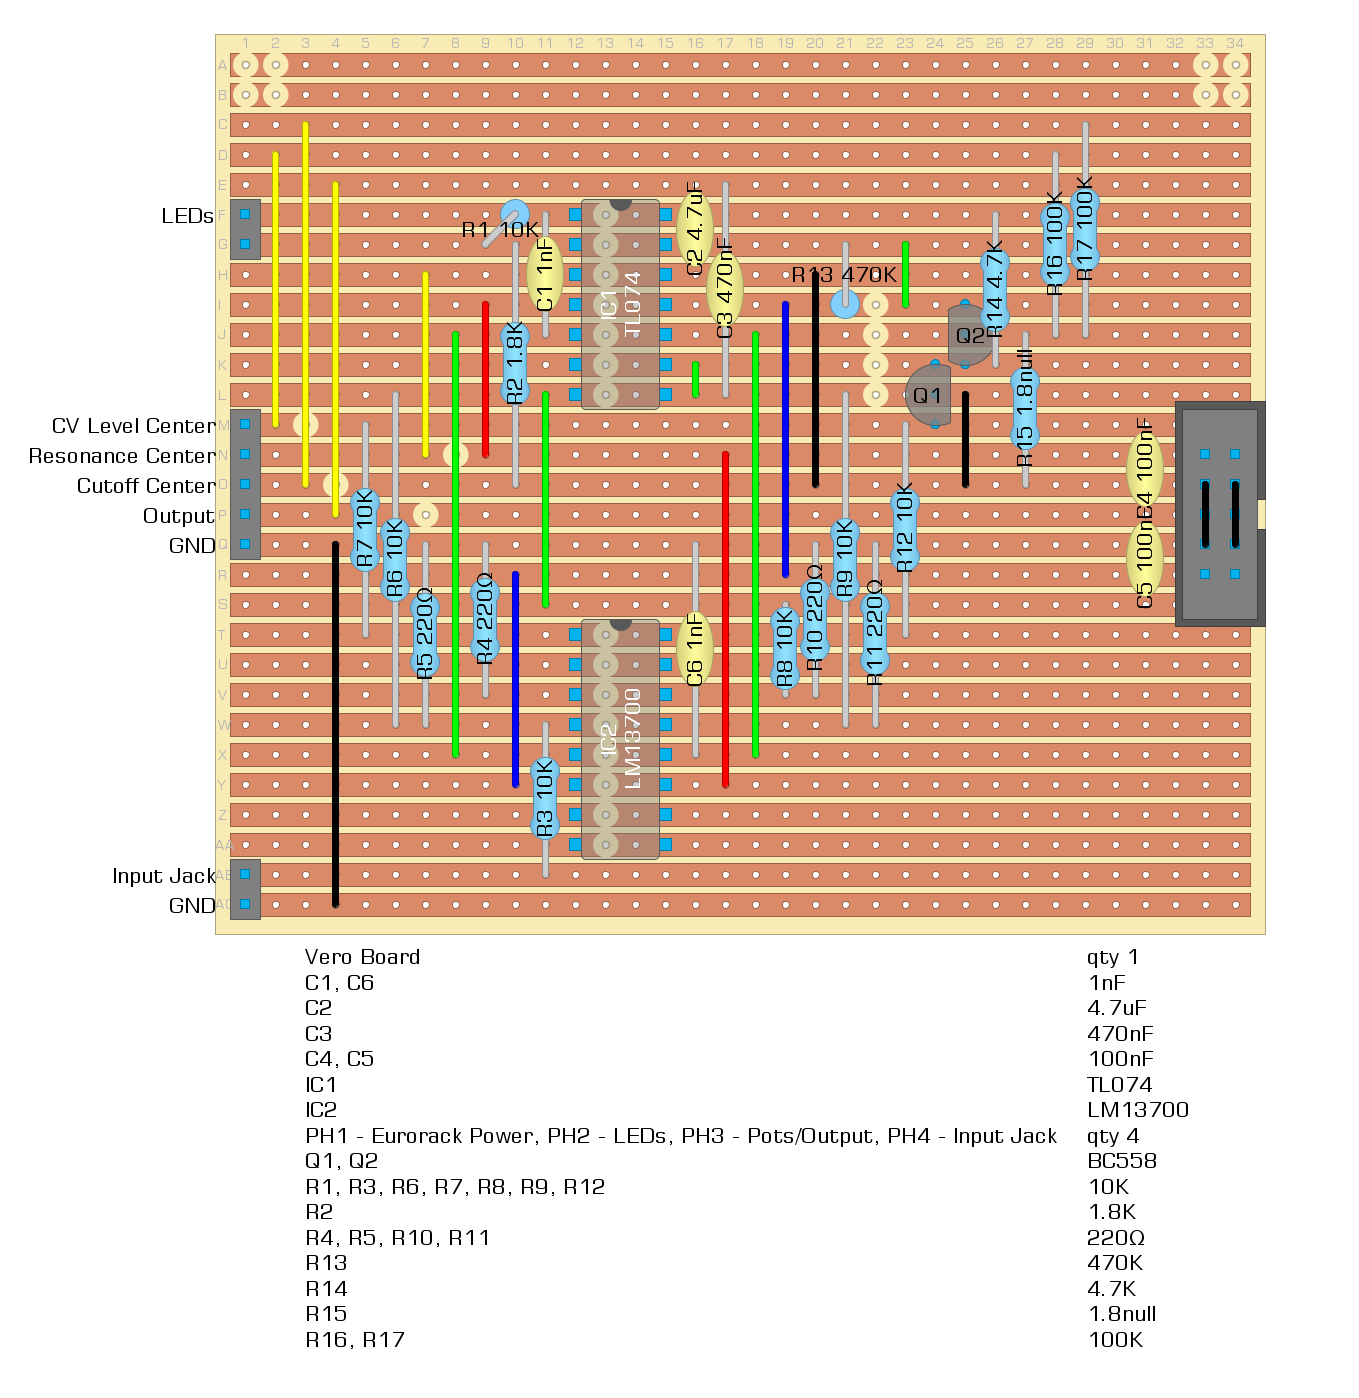 1 2 3 4 5 6 7 8 9 10 11 12 13 14 15 16 17 18 19 20 21 22 23 24 25 26 27 28 29 30 31 32 33 34
A
B
C
D
E
LEDs F
G
H
I
J
K
L
CV Level Center M
Resonance Center N
Cutoff Center O
Output P
GND Q
R
S
T
U
V
W
X
Y
Z
AA
Input Jack AB
GND AC
R1 10K
C1 1nF
R2 1.8K
IC1
TL074
C2 4.7uF
C3 470nF
R13 470K
Q2
Q1
R14 4.7K
R15 1.8null
R16 100K
R17 100K
C4 100nF
C5 100nF
R7 10K
R6 10K
R5 220Ω
R4 220Ω
R3 10K
IC2
LM13700
C6 1nF
R8 10K
R10 220Ω
R9 10K
R11 220Ω
R12 10K
Vero Board qty 1
C1, C6 1nF
C2 4.7uF
C3 470nF
C4, C5 100nF
IC1 TL074
IC2 LM13700
PH1 - Eurorack Power, PH2 - LEDs, PH3 - Pots/Output, PH4 - Input Jack qty 4
Q1, Q2 BC558
R1, R3, R6, R7, R8, R9, R12 10K
R2 1.8K
R4, R5, R10, R11 220Ω
R13 470K
R14 4.7K
R15 1.8null
R16, R17 100K